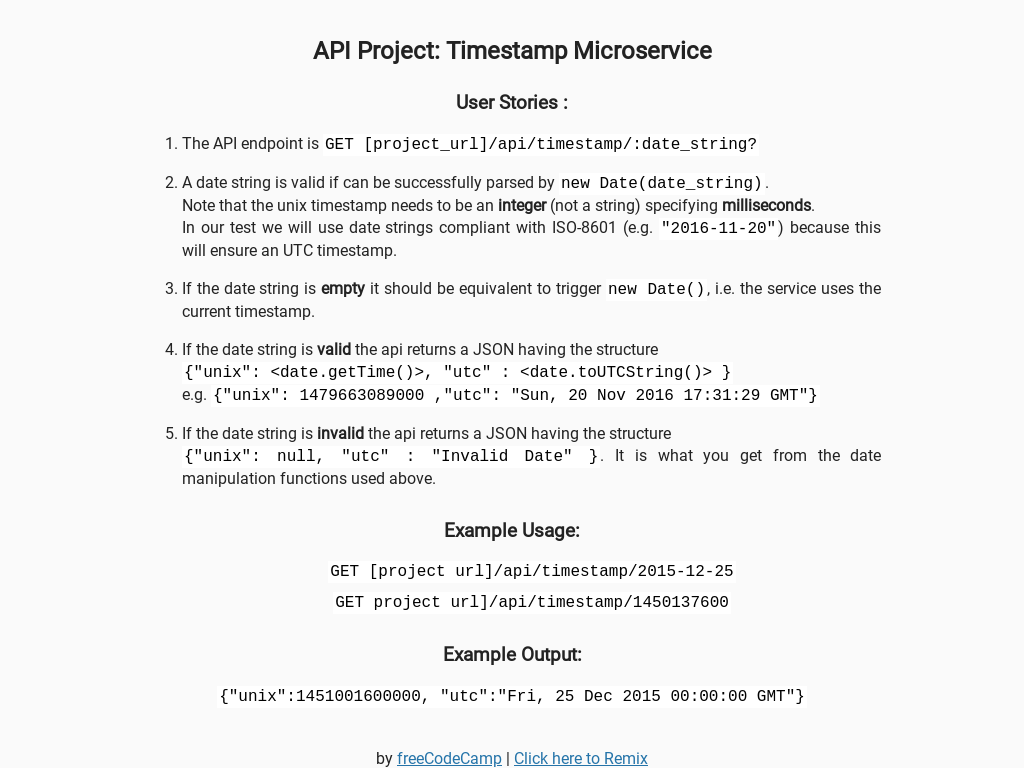 API Project: Timestamp Microservice
User Stories :
1. The API endpoint is GET [project_url]/api/timestamp/:date_string?
2. A date string is valid if can be successfully parsed by new Date(date_string) .
Note that the unix timestamp needs to be an integer (not a string) specifying milliseconds.
In our test we will use date strings compliant with ISO-8601 (e.g. "2016-11-20") because this
will ensure an UTC timestamp.
3. If the date string is empty it should be equivalent to trigger new Date(), i.e. the service uses the
current timestamp.
4. If the date string is valid the api returns a JSON having the structure
{"unix": <date.getTime()>, "utc" : <date.toUTCString()> }
e.g. {"unix": 1479663089000 ,"utc": "Sun, 20 Nov 2016 17:31:29 GMT"}
5. If the date string is invalid the api returns a JSON having the structure
{"unix": null, "utc" : "Invalid Date" }. It is what you get from the date
manipulation functions used above.
Example Usage:
GET [project url]/api/timestamp/2015-12-25
GET project url]/api/timestamp/1450137600
Example Output:
{"unix":1451001600000, "utc":"Fri, 25 Dec 2015 00:00:00 GMT"}
by freeCodeCamp | Click here to Remix